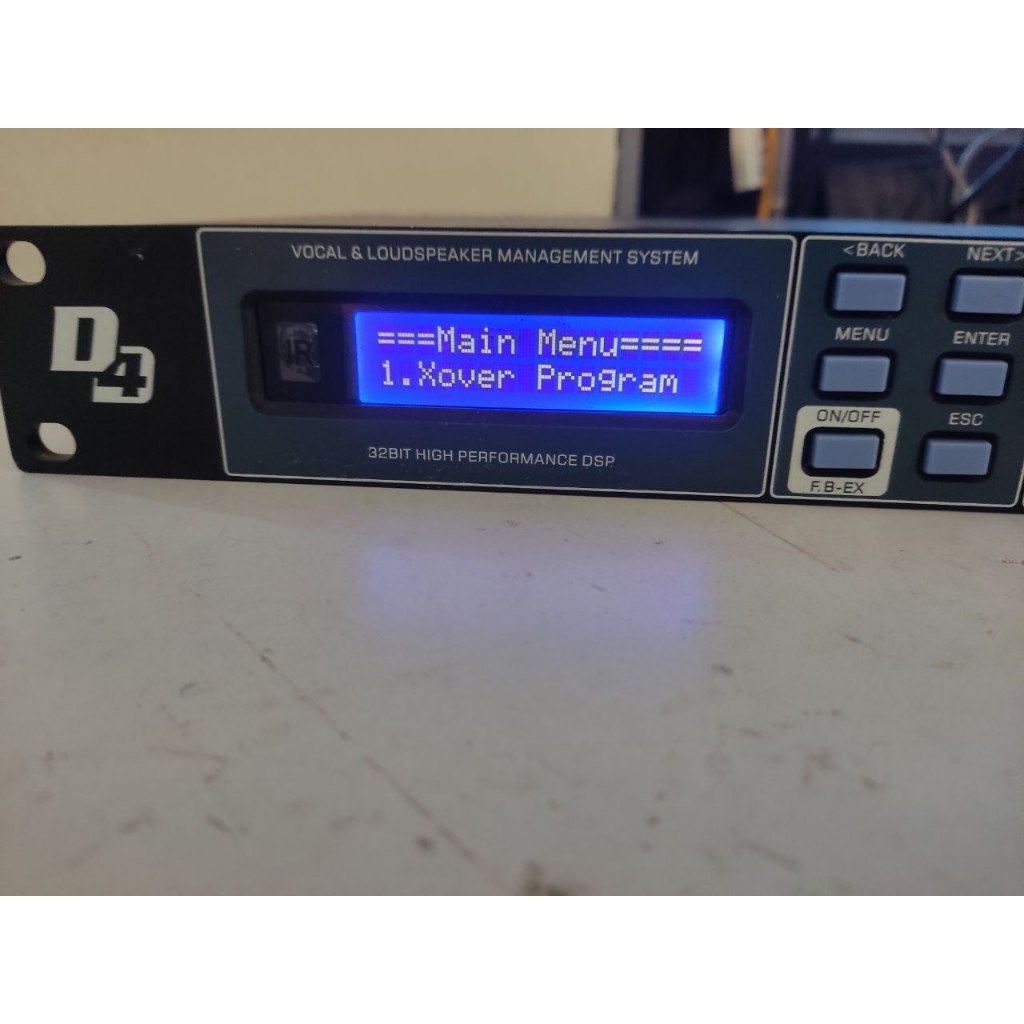 VOCAL & LOUDSPEAKER MANAGEMENT SYSTEM
D4
IR
===Main Menu====
1.Xover Program
32BIT HIGH PERFORMANCE DSP
<BACK
NEXT>
MENU
ENTER
ON/OFF
ESC
F.B-EX